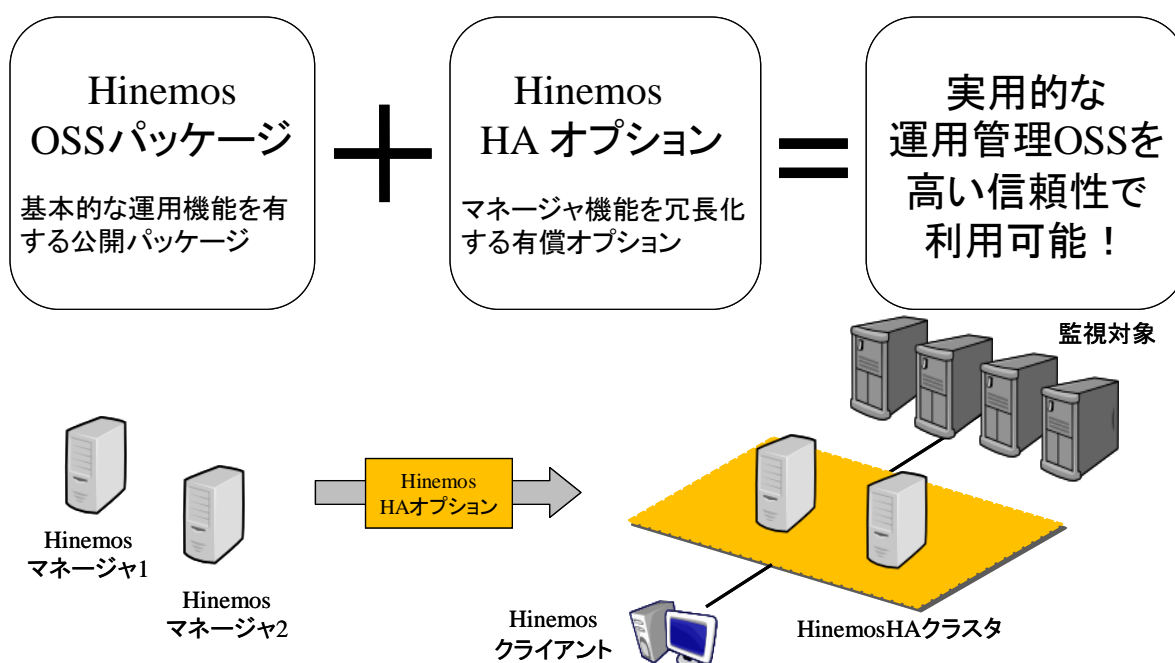 Hinemos
OSSパッケージ
基本的な運用機能を有
する公開パッケージ
+
Hinemos
HA オプション
マネージャ機能を冗長化
する有償オプション
=
実用的な
運用管理OSSを
高い信頼性で
利用可能！
監視対象
Hinemos
マネージャ1
Hinemos
マネージャ2
Hinemos
HAオプション
Hinemos
クライアント
HinemosHAクラスタ